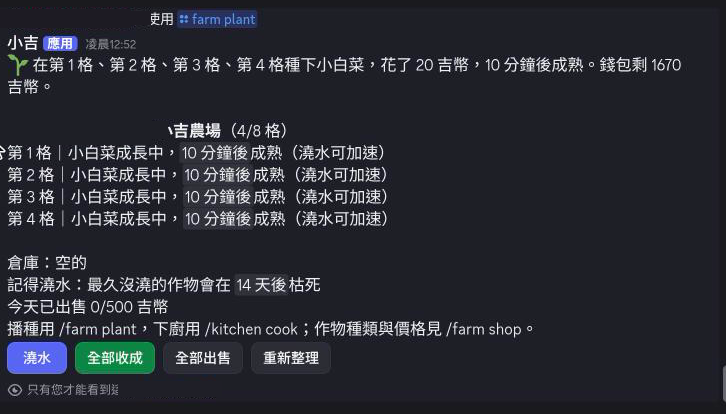 使用 farm plant
小吉 應用 凌晨12:52
在第 1 格、第 2 格、第 3 格、第 4 格種下小白菜，花了 20 吉幣，10 分鐘後成熟。錢包剩 1670
吉幣。
小吉農場（4/8 格）
第 1 格｜小白菜成長中，10 分鐘後成熟（澆水可加速）
第 2 格｜小白菜成長中，10 分鐘後成熟（澆水可加速）
第 3 格｜小白菜成長中，10 分鐘後成熟（澆水可加速）
第 4 格｜小白菜成長中，10 分鐘後成熟（澆水可加速）
倉庫：空的
記得澆水：最久沒澆的作物會在 14 天後枯死
今天已出售 0/500 吉幣
播種用 /farm plant，下廚用 /kitchen cook；作物種類與價格見 /farm shop。
澆水 全部收成 全部出售 重新整理
只有您才能看到